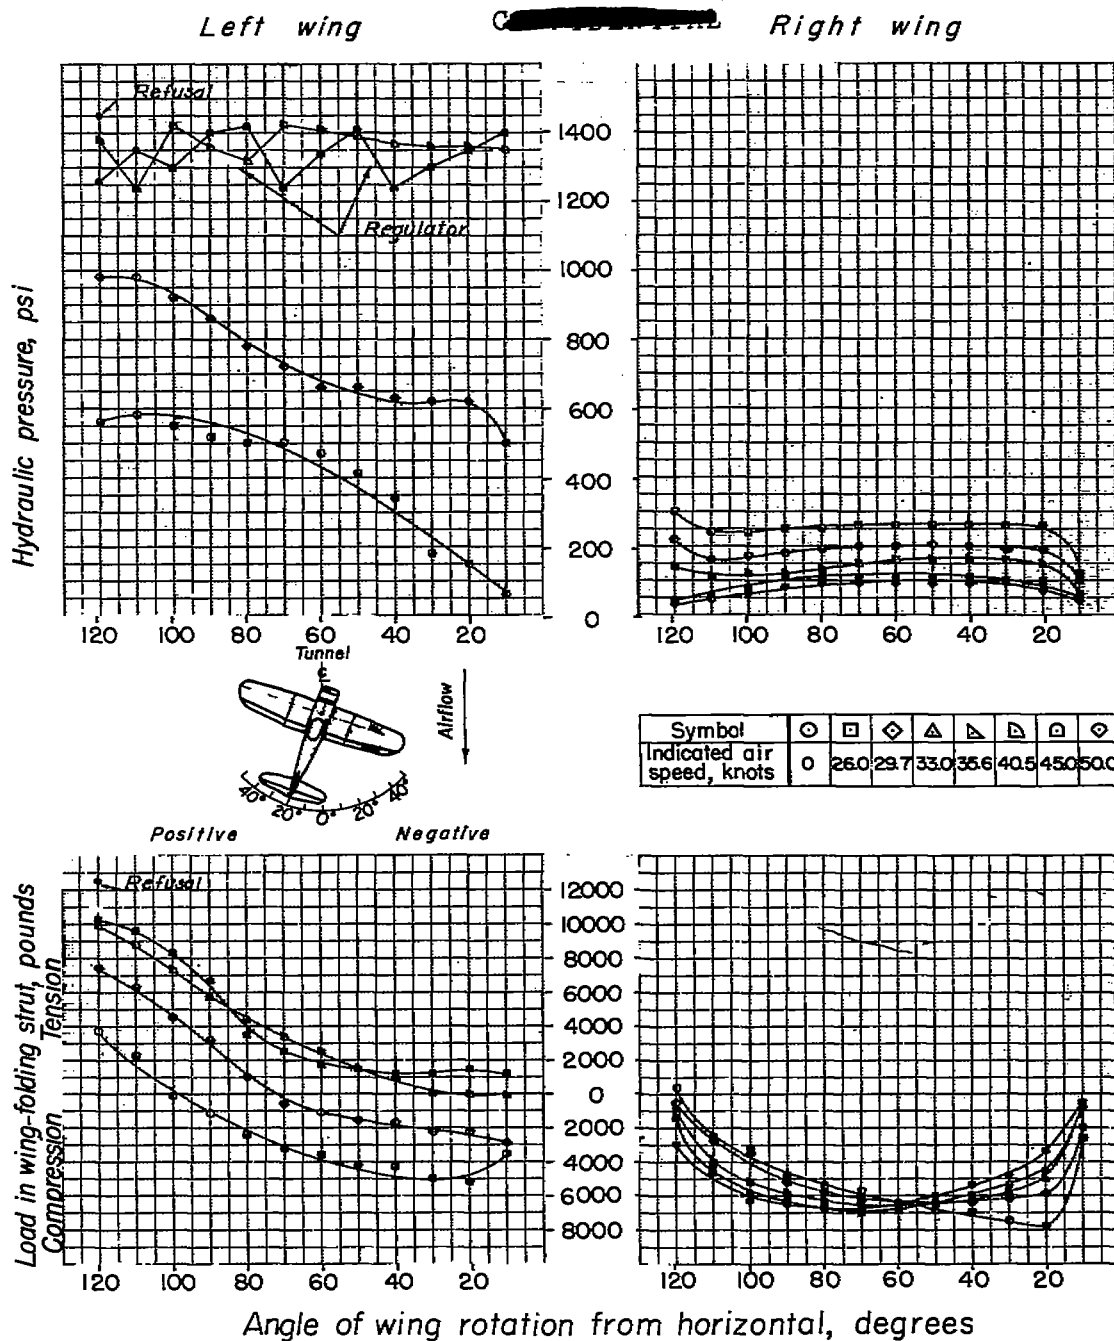 Left wing
Right wing
Refusal
Regulator
Hydraulic pressure, psi
1400
1200
1000
800
600
400
200
0
120 100 80 60 40 20
120 100 80 60 40 20
Tunnel
Airflow
40° 20° 0° 20° 40°
Positive Negative
Symbol
Indicated air speed, knots 0 26.0 29.7 33.0 35.6 40.5 45.0 50.0
Refusal
Load in wing-folding strut, pounds
Compression Tension
12000
10000
8000
6000
4000
2000
0
2000
4000
6000
8000
120 100 80 60 40 20
120 100 80 60 40 20
Angle of wing rotation from horizontal, degrees